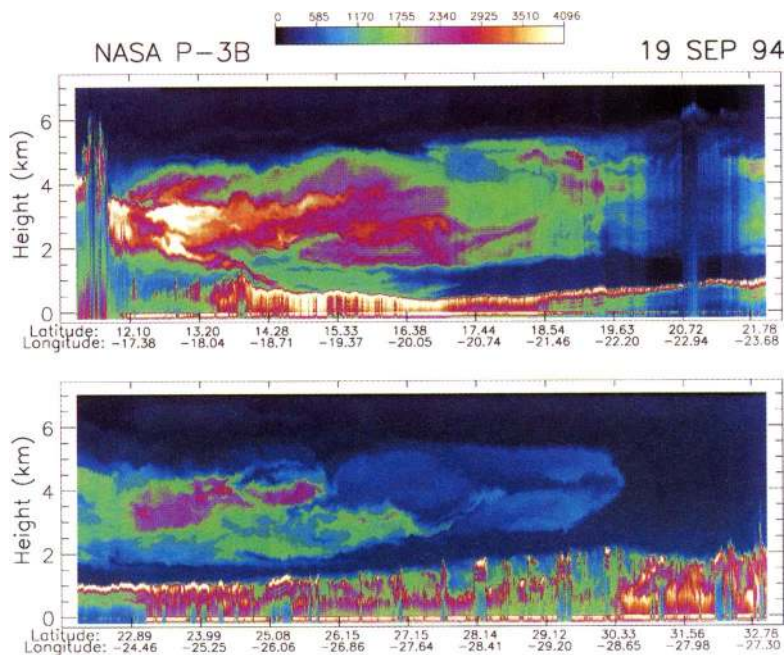 0 585 1170 1755 2340 2925 3510 4096
NASA P-3B 19 SEP 94
Height (km)
6
4
2
0
Latitude: 12.10 13.20 14.28 15.33 16.38 17.44 18.54 19.63 20.72 21.78
Longitude: -17.38 -18.04 -18.71 -19.37 -20.05 -20.74 -21.46 -22.20 -22.94 -23.68
Height (km)
6
4
2
0
Latitude: 22.89 23.99 25.08 26.15 27.15 28.14 29.12 30.33 31.56 32.76
Longitude: -24.46 -25.25 -26.06 -26.86 -27.64 -28.41 -29.20 -28.65 -27.98 -27.30